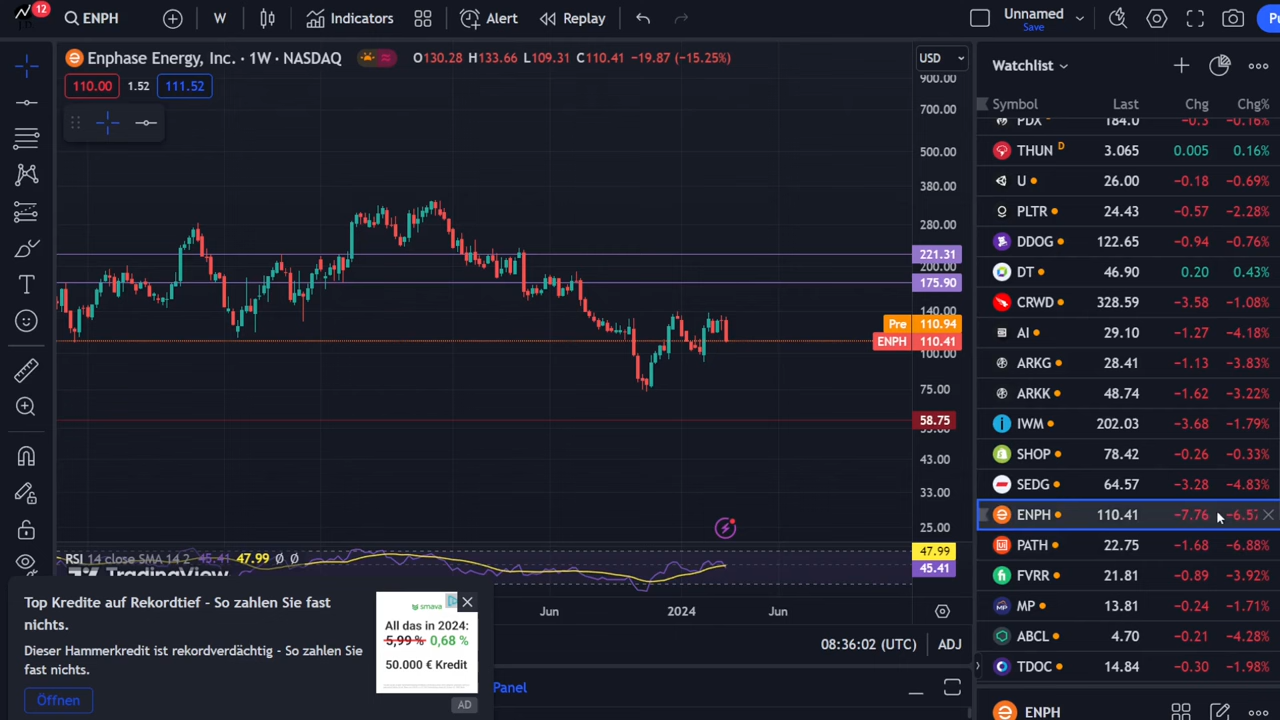 12
ENPH
W
Indicators
Alert
Replay
Unnamed
Save
Enphase Energy, Inc. · 1W · NASDAQ
O130.28 H133.66 L109.31 C110.41 −19.87 (−15.25%)
USD
110.00 1.52 111.52
900.00
700.00
500.00
380.00
280.00
221.31
200.00
175.90
140.00
Pre 110.94
ENPH 110.41
100.00
75.00
58.75
43.00
33.00
25.00
RSI 14 close SMA 14 2 45.41 47.99 Ø Ø
47.99
45.41
TradingView
Jun 2024 Jun
08:36:02 (UTC) ADJ
Panel
Top Kredite auf Rekordtief - So zahlen Sie fast
nichts.
Dieser Hammerkredit ist rekordverdächtig - So zahlen Sie
fast nichts.
Öffnen
smava
All das in 2024:
5,99 % 0,68 %
50.000 € Kredit
AD
Watchlist
Symbol Last Chg Chg%
PDX 184.0 −0.3 −0.16%
THUN D 3.065 0.005 0.16%
U 26.00 −0.18 −0.69%
PLTR 24.43 −0.57 −2.28%
DDOG 122.65 −0.94 −0.76%
DT 46.90 0.20 0.43%
CRWD 328.59 −3.58 −1.08%
AI 29.10 −1.27 −4.18%
ARKG 28.41 −1.13 −3.83%
ARKK 48.74 −1.62 −3.22%
IWM 202.03 −3.68 −1.79%
SHOP 78.42 −0.26 −0.33%
SEDG 64.57 −3.28 −4.83%
ENPH 110.41 −7.76 −6.57
PATH 22.75 −1.68 −6.88%
FVRR 21.81 −0.89 −3.92%
MP 13.81 −0.24 −1.71%
ABCL 4.70 −0.21 −4.28%
TDOC 14.84 −0.30 −1.98%
ENPH